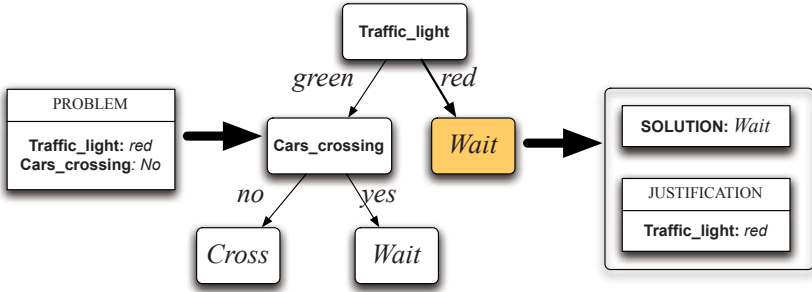 Traffic_light
green
red
PROBLEM
Traffic_light: red
Cars_crossing: No
Cars_crossing
Wait
no
yes
Cross
Wait
SOLUTION: Wait
JUSTIFICATION
Traffic_light: red